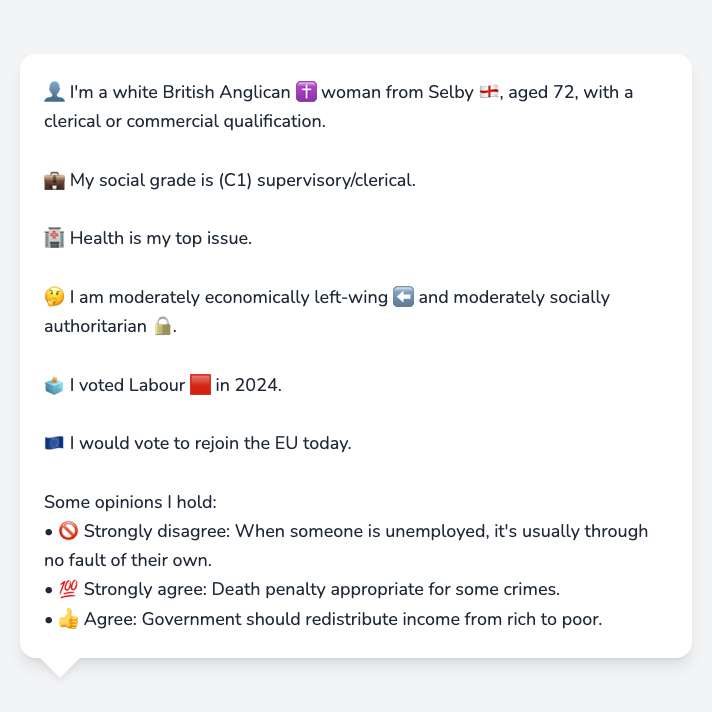 👤 I'm a white British Anglican ✝️ woman from Selby 🏴󠁧󠁢󠁥󠁮󠁧󠁿, aged 72, with a
clerical or commercial qualification.
💼 My social grade is (C1) supervisory/clerical.
🏥 Health is my top issue.
🤔 I am moderately economically left-wing ⬅️ and moderately socially
authoritarian 🔒.
🗳️ I voted Labour 🟥 in 2024.
🇪🇺 I would vote to rejoin the EU today.
Some opinions I hold:
• 🚫 Strongly disagree: When someone is unemployed, it's usually through
no fault of their own.
• 💯 Strongly agree: Death penalty appropriate for some crimes.
• 👍 Agree: Government should redistribute income from rich to poor.